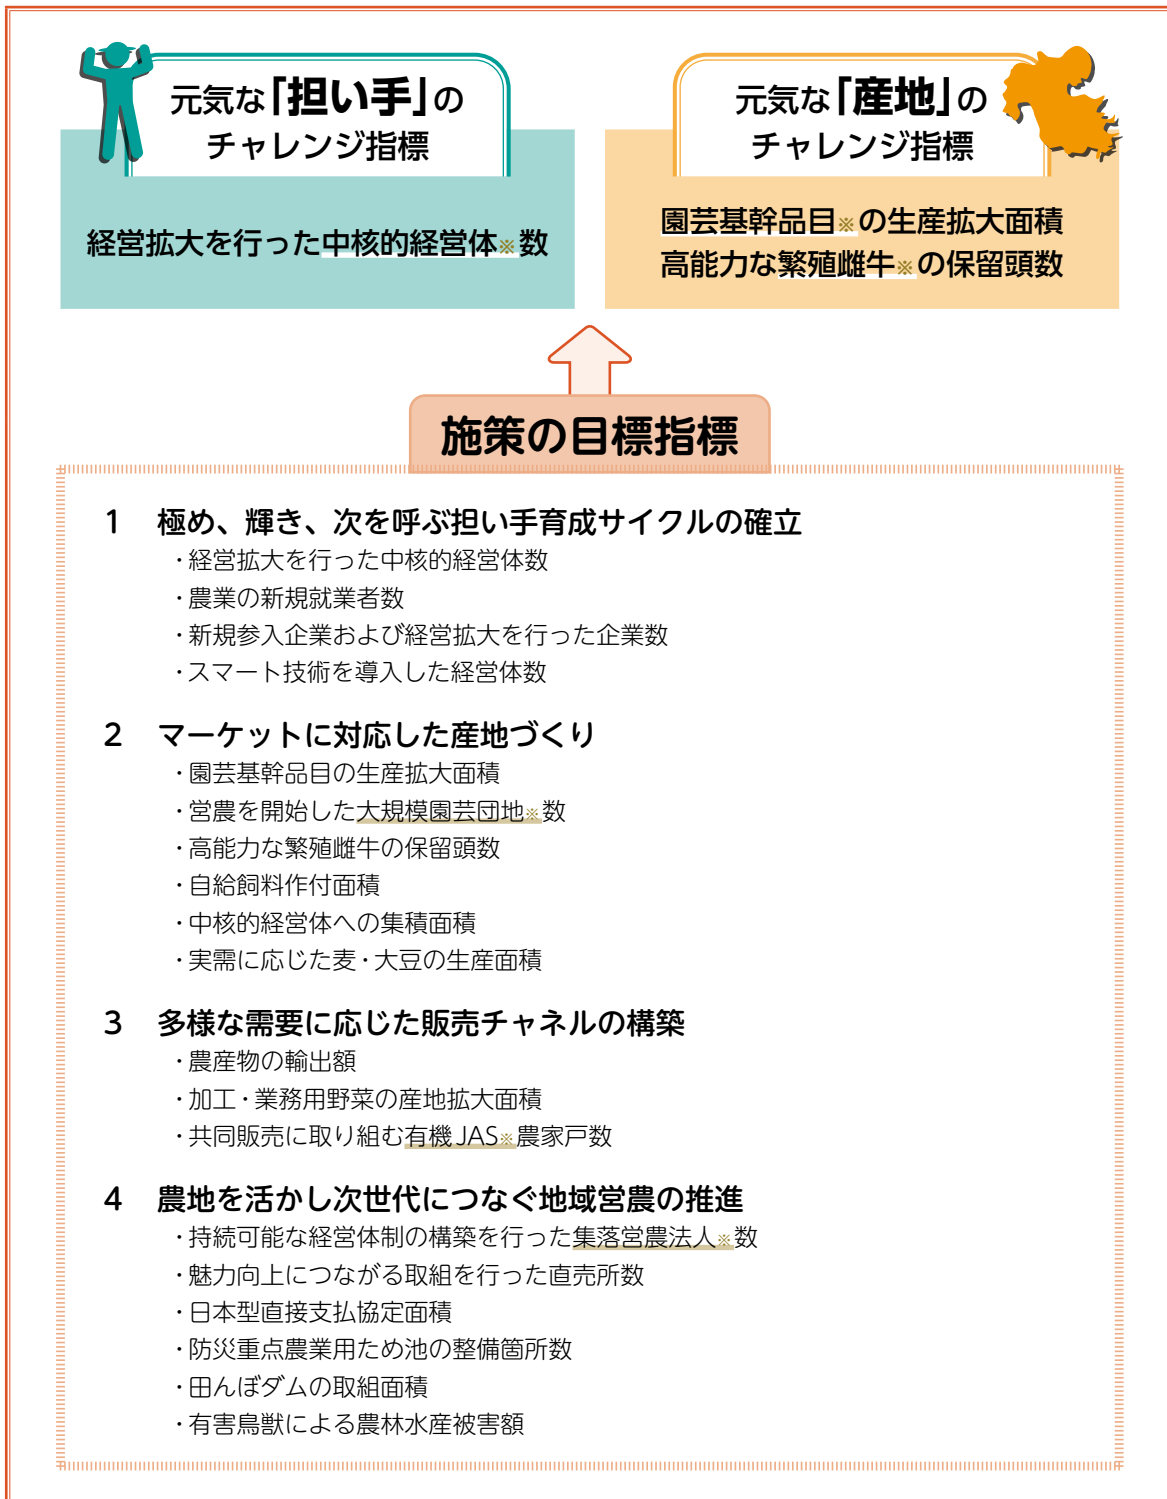 元気な「担い手」の
チャレンジ指標
経営拡大を行った中核的経営体※数
元気な「産地」の
チャレンジ指標
園芸基幹品目※の生産拡大面積
高能力な繁殖雌牛※の保留頭数
施策の目標指標
1 極め、輝き、次を呼ぶ担い手育成サイクルの確立
・経営拡大を行った中核的経営体数
・農業の新規就業者数
・新規参入企業および経営拡大を行った企業数
・スマート技術を導入した経営体数
2 マーケットに対応した産地づくり
・園芸基幹品目の生産拡大面積
・営農を開始した大規模園芸団地※数
・高能力な繁殖雌牛の保留頭数
・自給飼料作付面積
・中核的経営体への集積面積
・実需に応じた麦・大豆の生産面積
3 多様な需要に応じた販売チャネルの構築
・農産物の輸出額
・加工・業務用野菜の産地拡大面積
・共同販売に取り組む有機JAS※農家戸数
4 農地を活かし次世代につなぐ地域営農の推進
・持続可能な経営体制の構築を行った集落営農法人※数
・魅力向上につながる取組を行った直売所数
・日本型直接支払協定面積
・防災重点農業用ため池の整備箇所数
・田んぼダムの取組面積
・有害鳥獣による農林水産被害額